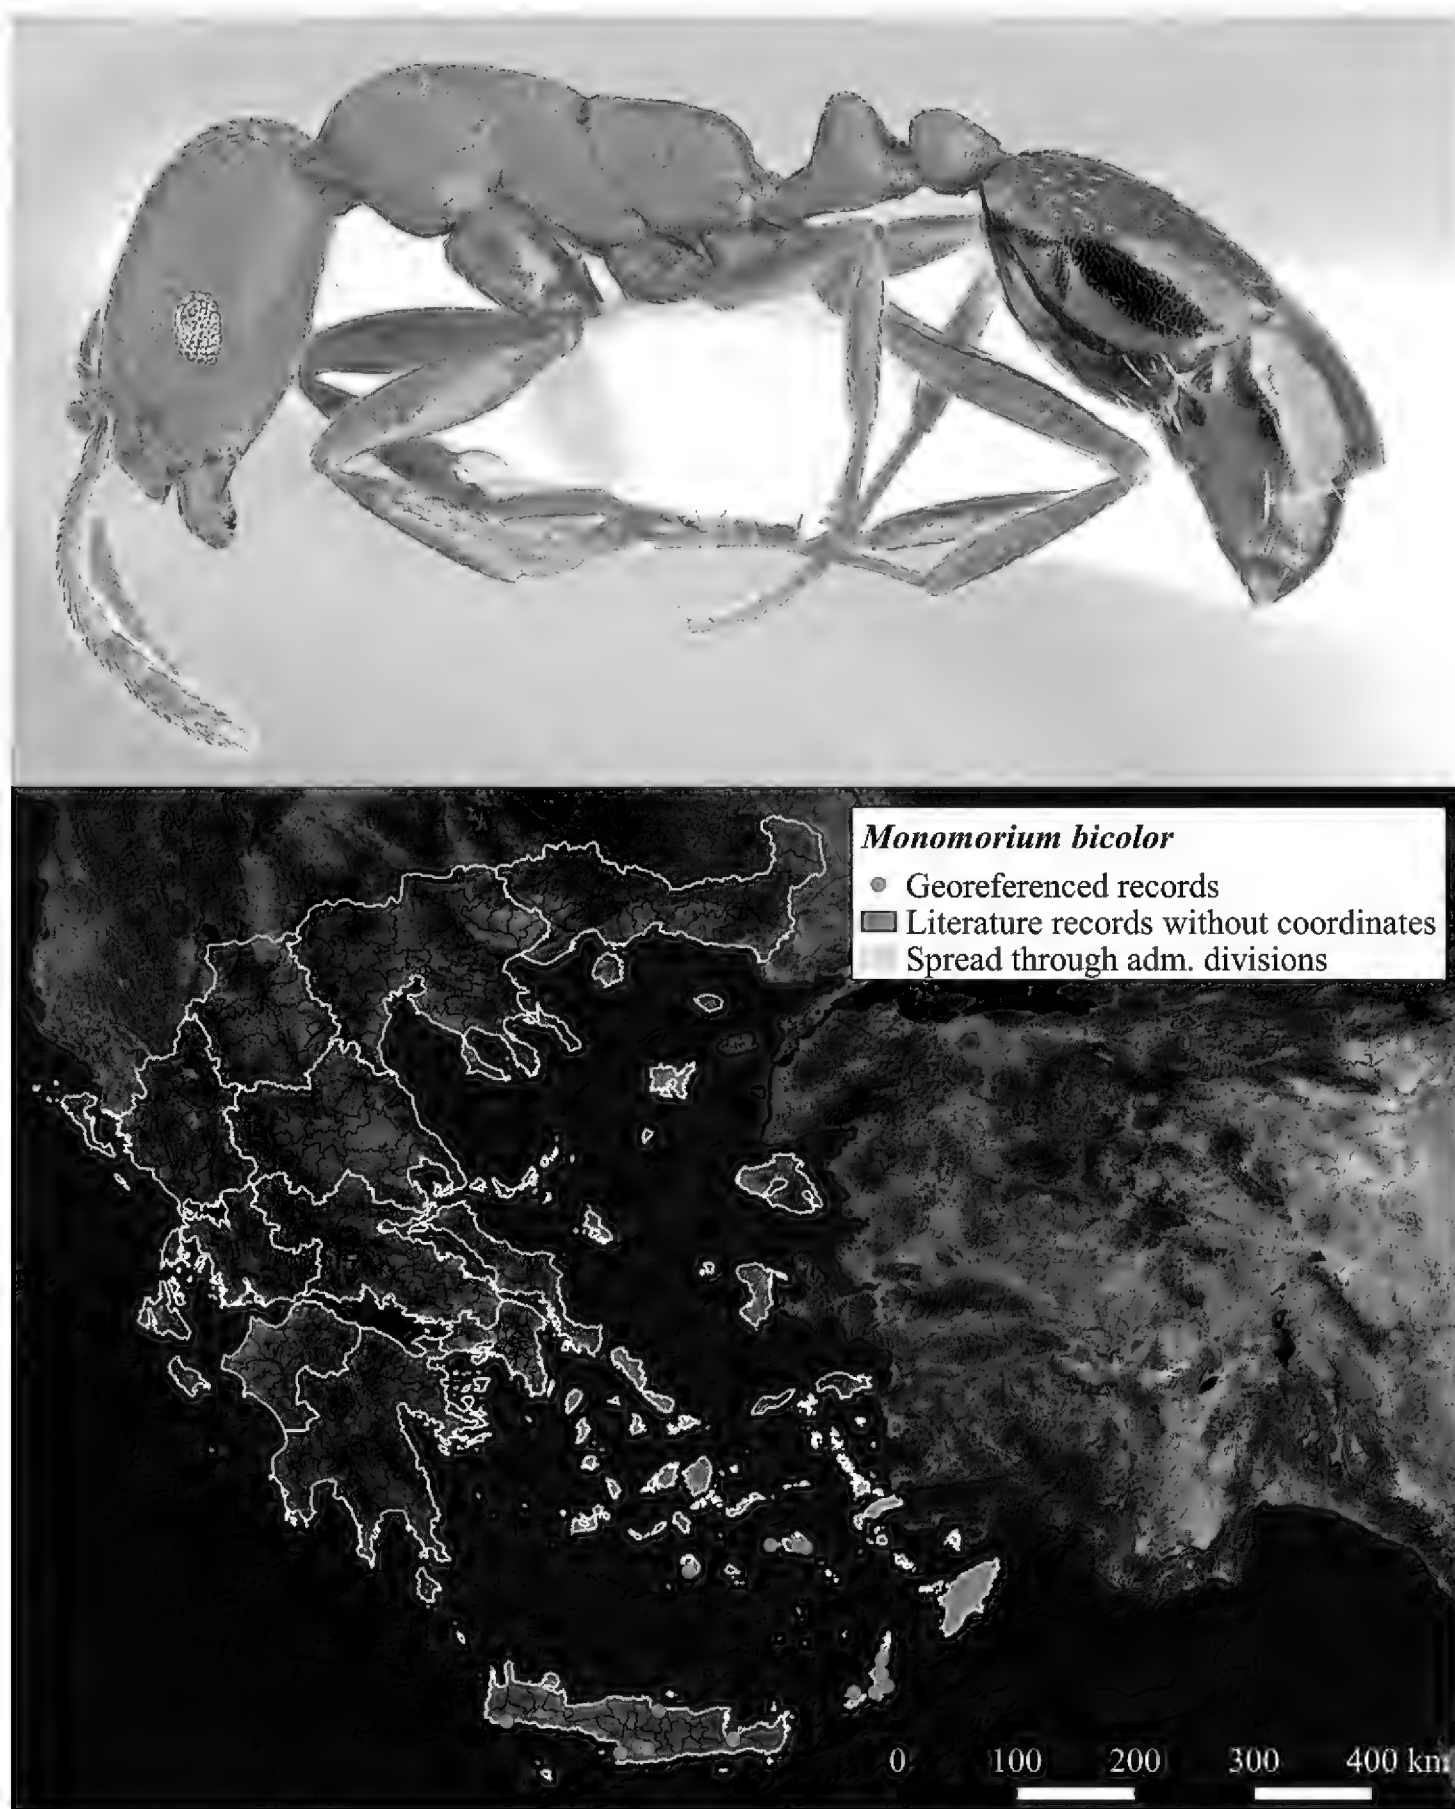 Monomorium bicolor
Georeferenced records
Literature records without coordinates
Spread through adm. divisions
0 100 200 300 400 km